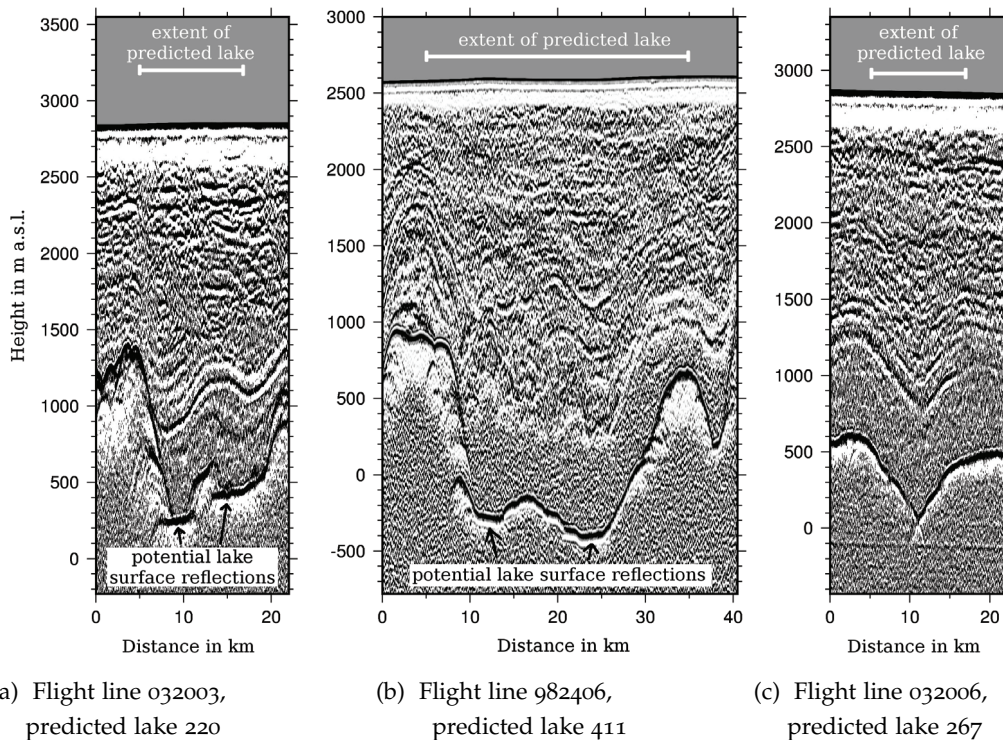 3500
3000
2500
2000
1500
1000
500
0
Height in m a.s.l.
extent of
predicted lake
potential lake
surface reflections
0
10
20
Distance in km
3000
2500
2000
1500
1000
500
0
-500
extent of predicted lake
potential lake surface reflections
0
10
20
30
40
Distance in km
3000
2500
2000
1500
1000
500
0
extent of
predicted lake
0
10
20
Distance in km
a) Flight line 032003,
predicted lake 220
(b) Flight line 982406,
predicted lake 411
(c) Flight line 032006,
predicted lake 267